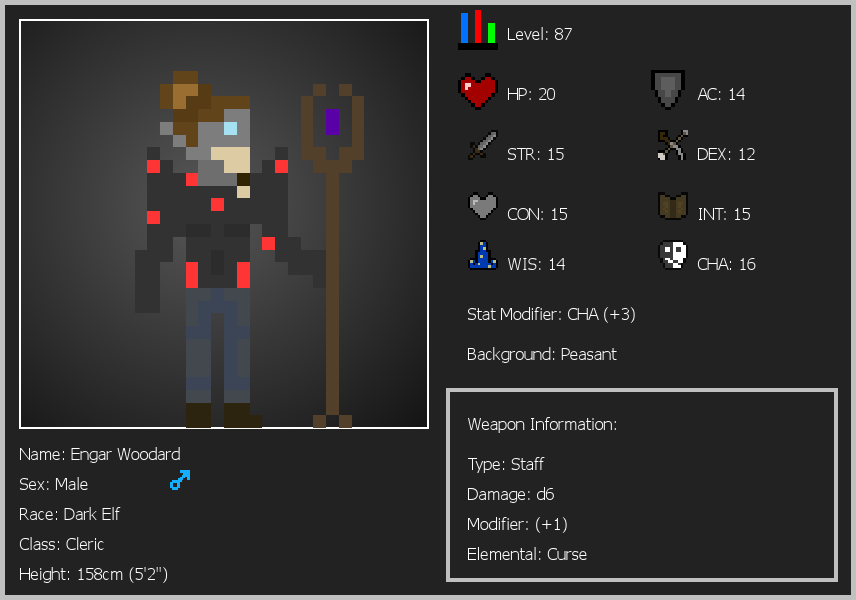 Level: 87
HP: 20
AC: 14
STR: 15
DEX: 12
CON: 15
INT: 15
WIS: 14
CHA: 16
Stat Modifier: CHA (+3)
Background: Peasant
Weapon Information:
Type: Staff
Damage: d6
Modifier: (+1)
Elemental: Curse
Name: Engar Woodard
Sex: Male
Race: Dark Elf
Class: Cleric
Height: 158cm (5'2")